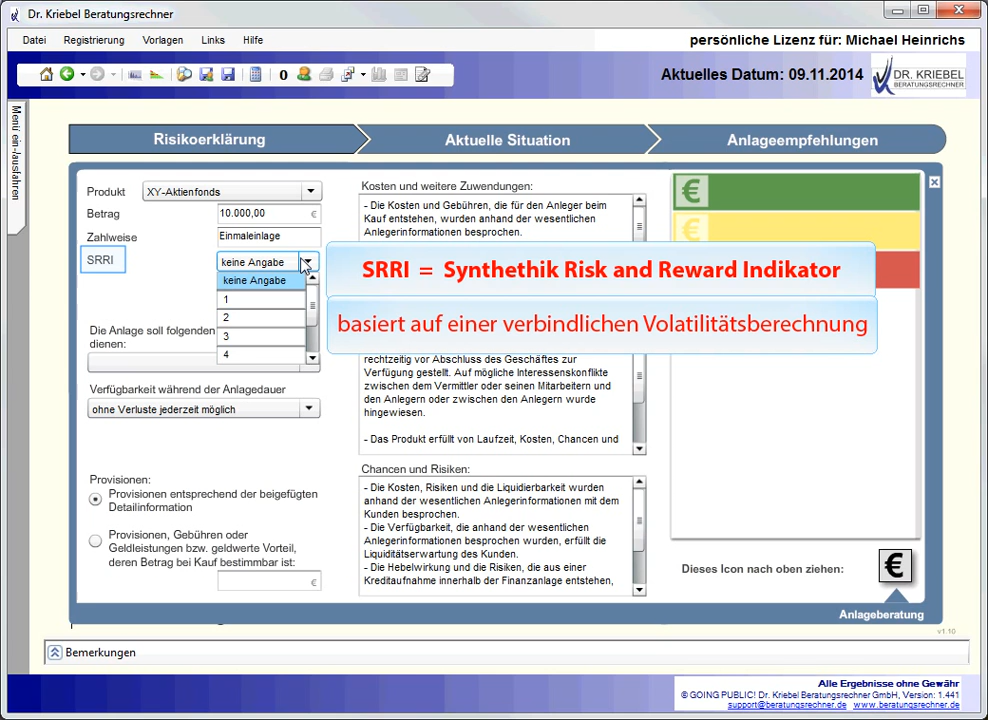 Dr. Kriebel Beratungsrechner
Datei Registrierung Vorlagen Links Hilfe
persönliche Lizenz für: Michael Heinrichs
Aktuelles Datum: 09.11.2014
DR. KRIEBEL
BERATUNGSRECHNER
0
Menü ein-/ausfahren
Risikoerklärung
Aktuelle Situation
Anlageempfehlungen
Produkt XY-Aktienfonds
Betrag 10.000,00 €
Zahlweise Einmaleinlage
SRRI keine Angabe
keine Angabe
1
2
3
4
Die Anlage soll folgenden
dienen:
Verfügbarkeit während der Anlagedauer
ohne Verluste jederzeit möglich
Provisionen:
Provisionen entsprechend der beigefügten
Detailinformation
Provisionen, Gebühren oder
Geldleistungen bzw. geldwerte Vorteil,
deren Betrag bei Kauf bestimmbar ist:
€
Kosten und weitere Zuwendungen:
- Die Kosten und Gebühren, die für den Anleger beim
Kauf entstehen, wurden anhand der wesentlichen
Anlegerinformationen besprochen.
SRRI = Synthethik Risk and Reward Indikator
basiert auf einer verbindlichen Volatilitätsberechnung
rechtzeitig vor Abschluss des Geschäftes zur
Verfügung gestellt. Auf mögliche Interessenskonflikte
zwischen dem Vermittler oder seinen Mitarbeitern und
den Anlegern oder zwischen den Anlegern wurde
hingewiesen.
- Das Produkt erfüllt von Laufzeit, Kosten, Chancen und
Chancen und Risiken:
- Die Kosten, Risiken und die Liquidierbarkeit wurden
anhand der wesentlichen Anlegerinformationen mit dem
Kunden besprochen.
- Die Verfügbarkeit, die anhand der wesentlichen
Anlegerinformationen besprochen wurden, erfüllt die
Liquiditätserwartung des Kunden.
- Die Hebelwirkung und die Risiken, die aus einer
Kreditaufnahme innerhalb der Finanzanlage entstehen,
€
€
Dieses Icon nach oben ziehen: €
Anlageberatung
v1.10
Bemerkungen
Alle Ergebnisse ohne Gewähr
© GOING PUBLIC! Dr. Kriebel Beratungsrechner GmbH, Version: 1.441
support@beratungsrechner.de www.beratungsrechner.de